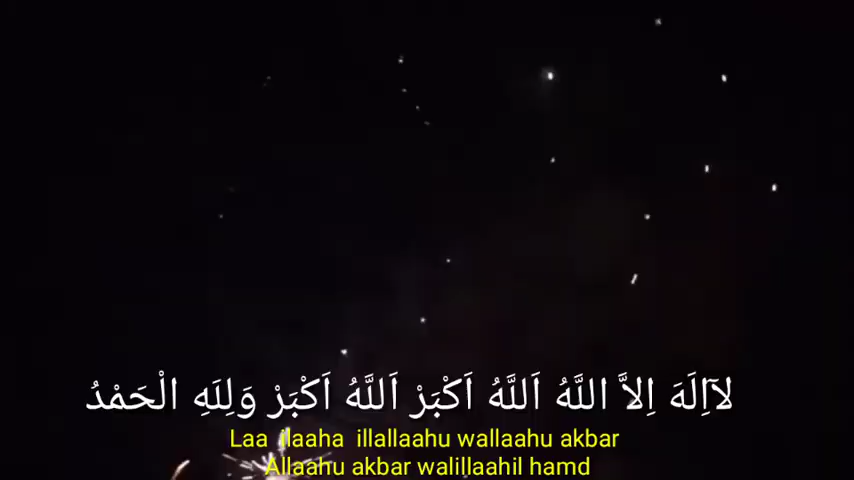 لَآاِلَهَ اِلاَّ اللَّهُ اَللَّهُ اَكْبَرْ اَللَّهُ اَكْبَرْ وَلِلَهِ الْحَمْدُ
Laa ilaaha illallaahu wallaahu akbar
Allaahu akbar walillaahil hamd